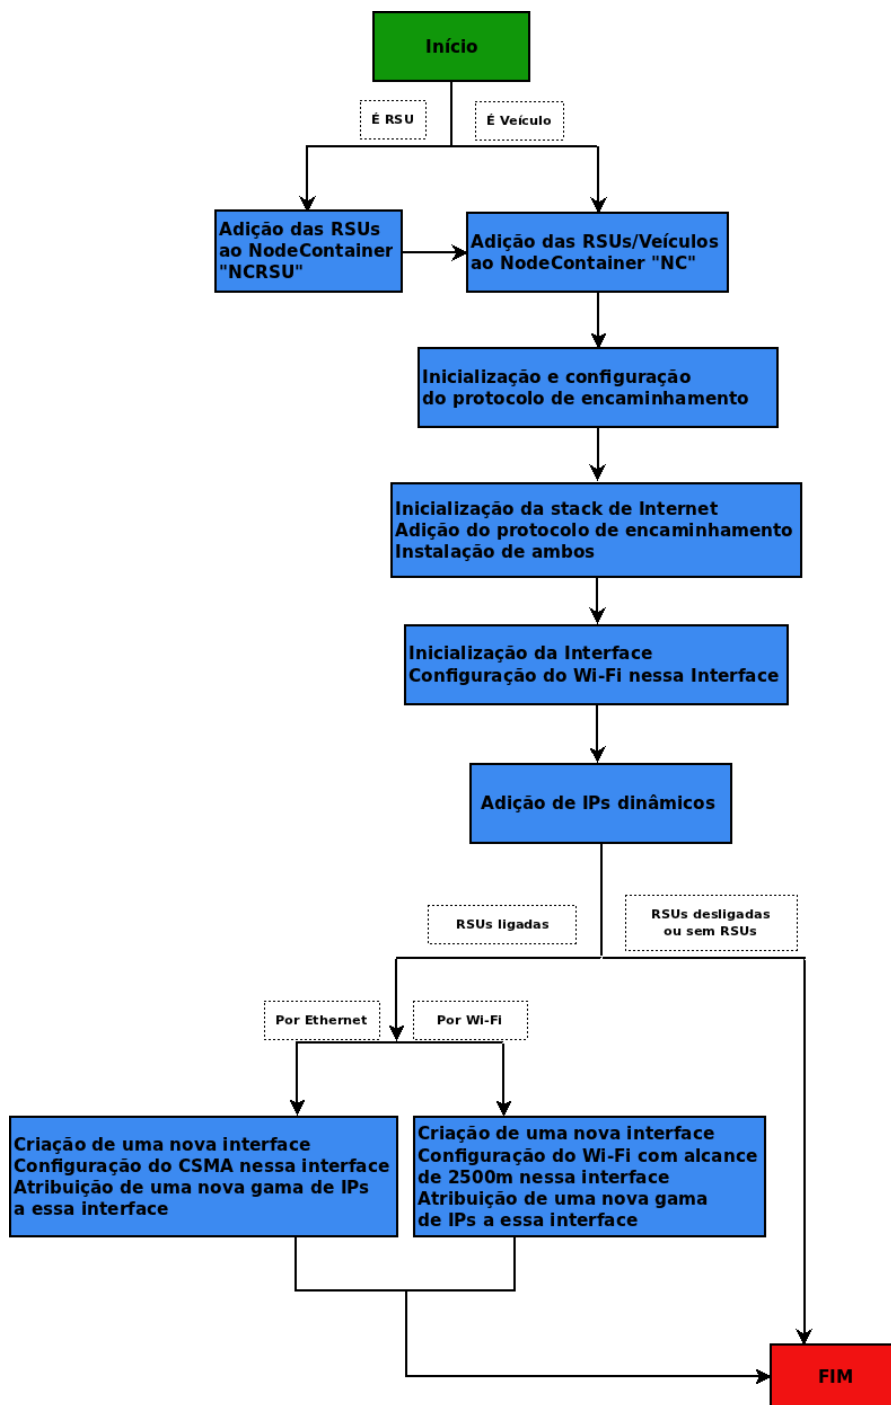 Início
É RSU
É Veículo
Adição das RSUs
ao NodeContainer
"NCRSU"
Adição das RSUs/Veículos
ao NodeContainer "NC"
Inicialização e configuração
do protocolo de encaminhamento
Inicialização da stack de Internet
Adição do protocolo de encaminhamento
Instalação de ambos
Inicialização da Interface
Configuração do Wi-Fi nessa Interface
Adição de IPs dinâmicos
RSUs ligadas
RSUs desligadas
ou sem RSUs
Por Ethernet
Por Wi-Fi
Criação de uma nova interface
Configuração do CSMA nessa interface
Atribuição de uma nova gama de IPs
a essa interface
Criação de uma nova interface
Configuração do Wi-Fi com alcance
de 2500m nessa interface
Atribuição de uma nova gama
de IPs a essa interface
FIM